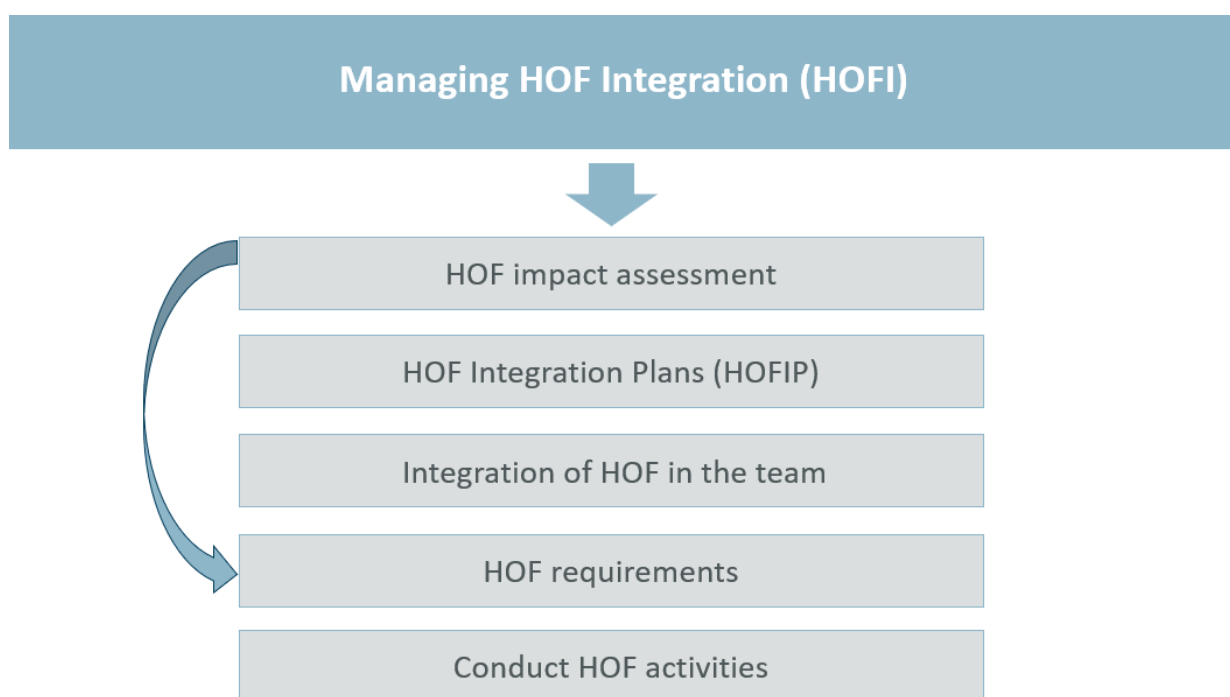 Managing HOF Integration (HOFI)
HOF impact assessment
HOF Integration Plans (HOFIP)
Integration of HOF in the team
HOF requirements
Conduct HOF activities